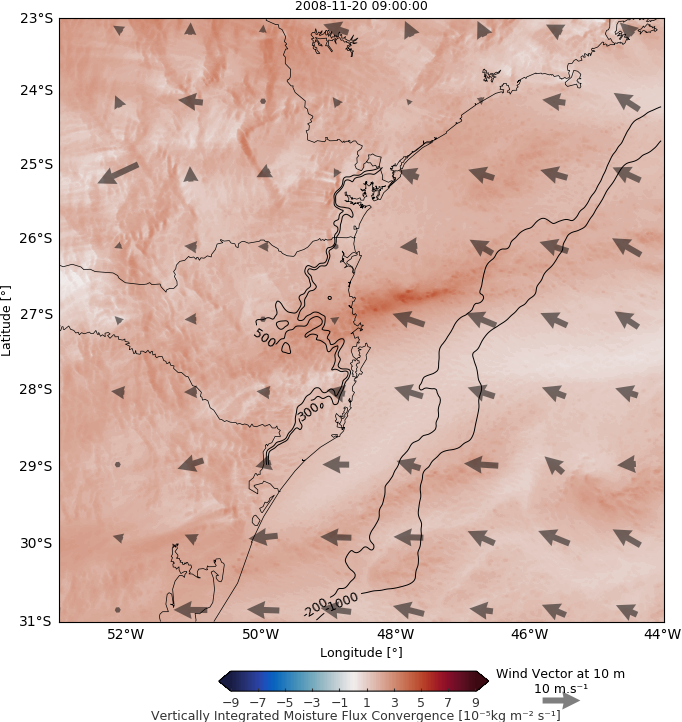 2008-11-20 09:00:00
23°S
24°S
25°S
26°S
27°S
28°S
29°S
30°S
31°S
Latitude [°]
500
300
-200
-1000
52°W 50°W 48°W 46°W 44°W
Longitude [°]
−9 −7 −5 −3 −1 1 3 5 7 9
Vertically Integrated Moisture Flux Convergence [10⁻⁵kg m⁻² s⁻¹]
Wind Vector at 10 m
10 m.s⁻¹